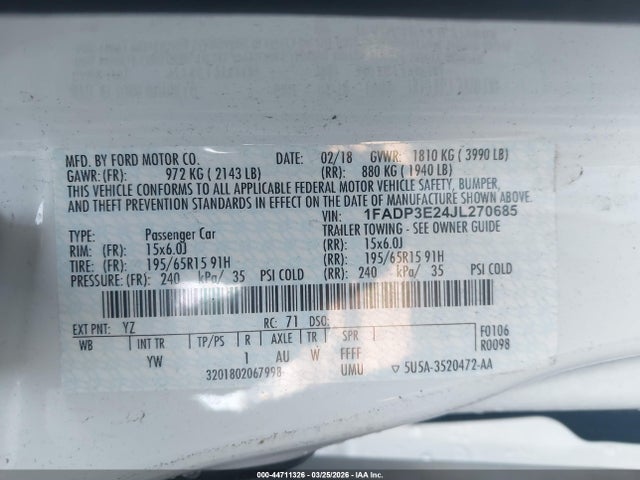 MFD. BY FORD MOTOR CO. DATE: 02/18 GVWR: 1810 KG ( 3990 LB)
GAWR: (FR): 972 KG ( 2143 LB) (RR): 880 KG ( 1940 LB)
THIS VEHICLE CONFORMS TO ALL APPLICABLE FEDERAL MOTOR VEHICLE SAFETY, BUMPER,
AND THEFT PREVENTION STANDARDS IN EFFECT ON THE DATE OF MANUFACTURE SHOWN ABOVE.
VIN: 1FADP3E24JL270685
TYPE: Passenger Car TRAILER TOWING - SEE OWNER GUIDE
RIM: (FR): 15x6.0J (RR): 15x6.0J
TIRE: (FR): 195/65R15 91H (RR): 195/65R15 91H
PRESSURE: (FR): 240 kPa/ 35 PSI COLD (RR): 240 kPa/ 35 PSI COLD
EXT PNT: YZ RC: 71 DSO:
WB INT TR TP/PS R AXLE TR SPR F0106
YW 1 AU W FFFF R0098
3201802067998 UMU ▽ 5U5A-3520472-AA
000-44711326 - 03/25/2026 - IAA Inc.